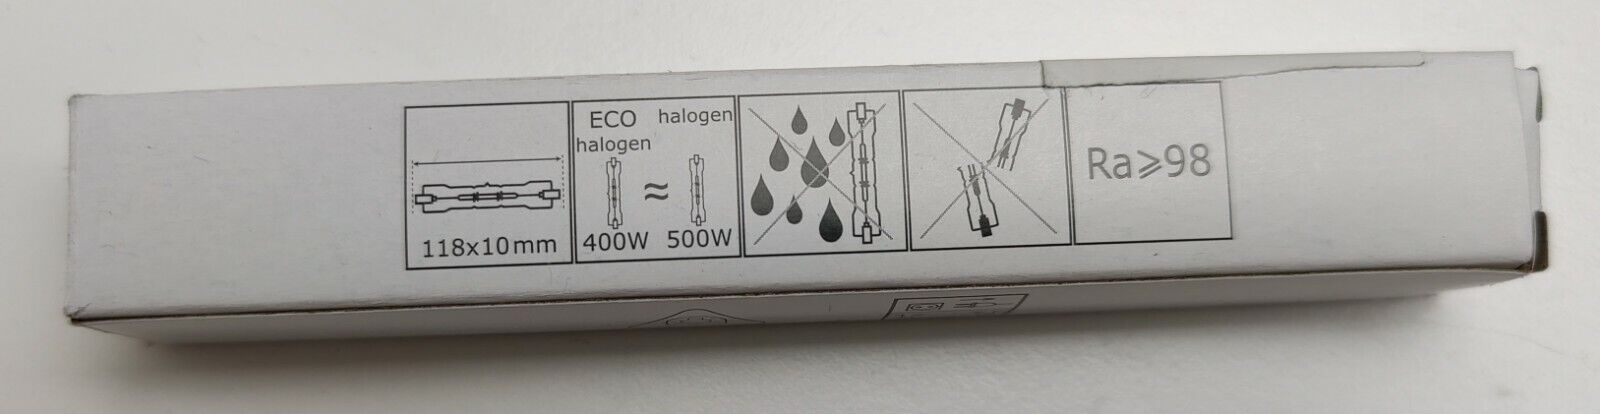 118x10mm
ECO
halogen
400W
≈
halogen
500W
Ra⩾98